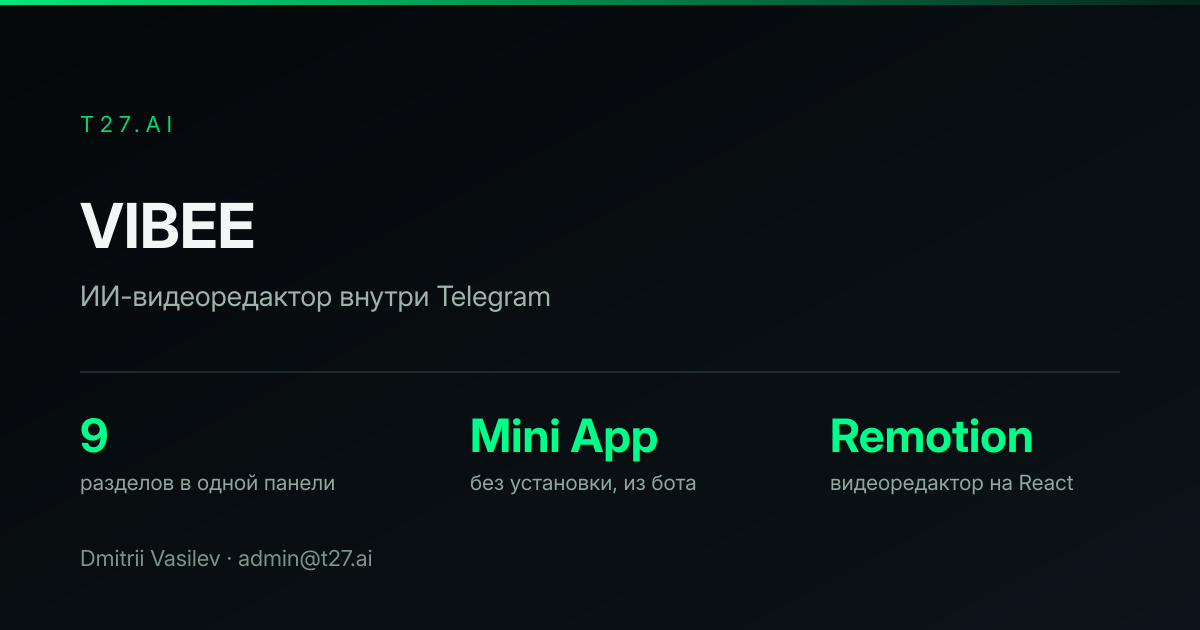 T27.AI
VIBEE
ИИ-видеоредактор внутри Telegram
9
разделов в одной панели
Mini App
без установки, из бота
Remotion
видеоредактор на React
Dmitrii Vasilev · admin@t27.ai